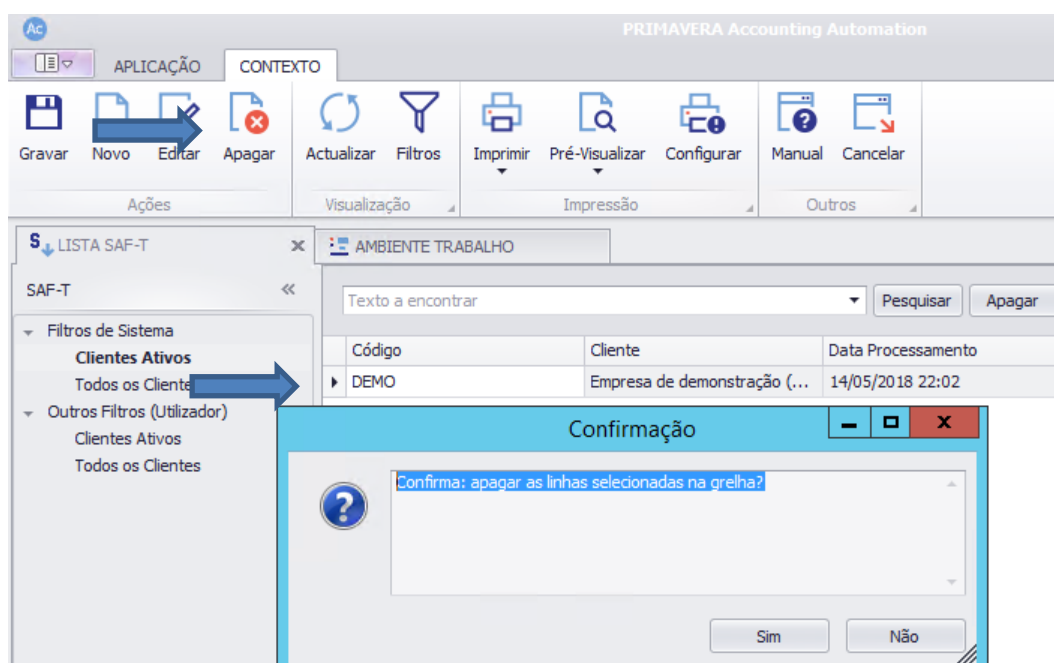 Ac
PRIMAVERA Accounting Automation
APLICAÇÃO CONTEXTO
Gravar Novo Editar Apagar Actualizar Filtros Imprimir Pré-Visualizar Configurar Manual Cancelar
Ações Visualização Impressão Outros
S LISTA SAF-T x AMBIENTE TRABALHO
SAF-T «
Texto a encontrar Pesquisar Apagar
Filtros de Sistema
Código Cliente Data Processamento
Clientes Ativos
DEMO Empresa de demonstração (... 14/05/2018 22:02
Todos os Cliente
Outros Filtros (Utilizador)
Clientes Ativos
Todos os Clientes
Confirmação
x
Confirma: apagar as linhas selecionadas na grelha?
?
Sim Não